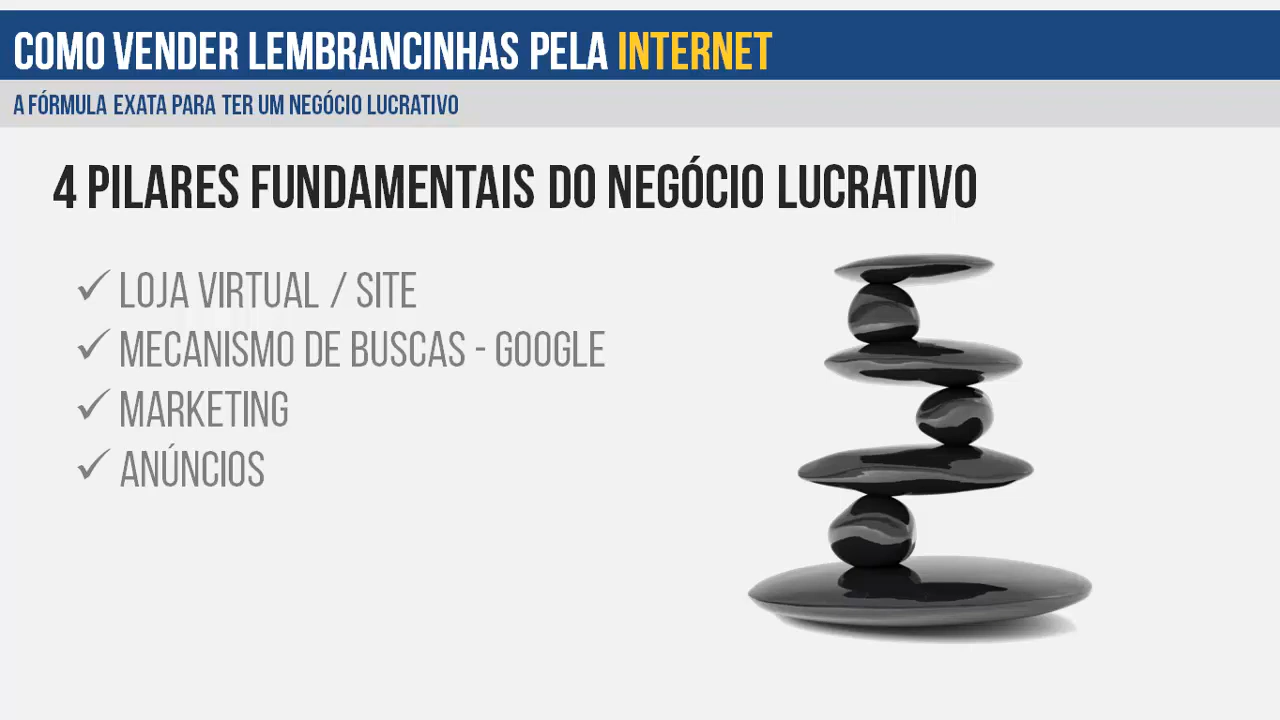 COMO VENDER LEMBRANCINHAS PELA INTERNET
A FÓRMULA EXATA PARA TER UM NEGÓCIO LUCRATIVO
4 PILARES FUNDAMENTAIS DO NEGÓCIO LUCRATIVO
✓ LOJA VIRTUAL / SITE
✓ MECANISMO DE BUSCAS - GOOGLE
✓ MARKETING
✓ ANÚNCIOS